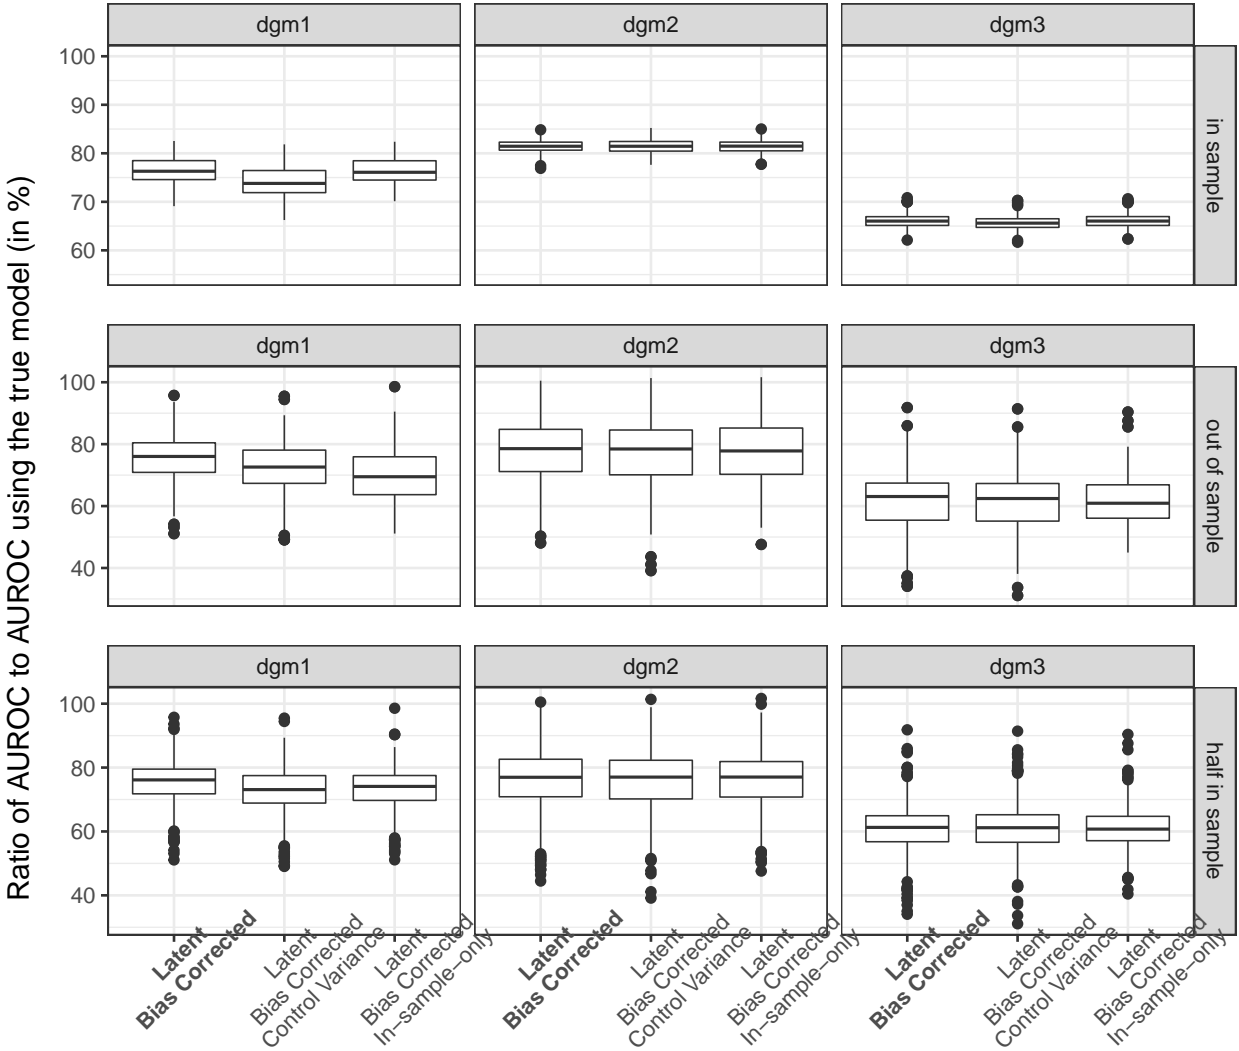 Ratio of AUROC to AUROC using the true model (in %)
dgm1
dgm2
dgm3
100
90
80
70
60
in sample
dgm1
dgm2
dgm3
100
80
60
40
out of sample
dgm1
dgm2
dgm3
100
80
60
40
half in sample
Latent
Bias Corrected
Latent
Bias Corrected
Control Variance
Latent
Bias Corrected
In−sample−only
Latent
Bias Corrected
Latent
Bias Corrected
Control Variance
Latent
Bias Corrected
In−sample−only
Latent
Bias Corrected
Latent
Bias Corrected
Control Variance
Latent
Bias Corrected
In−sample−only